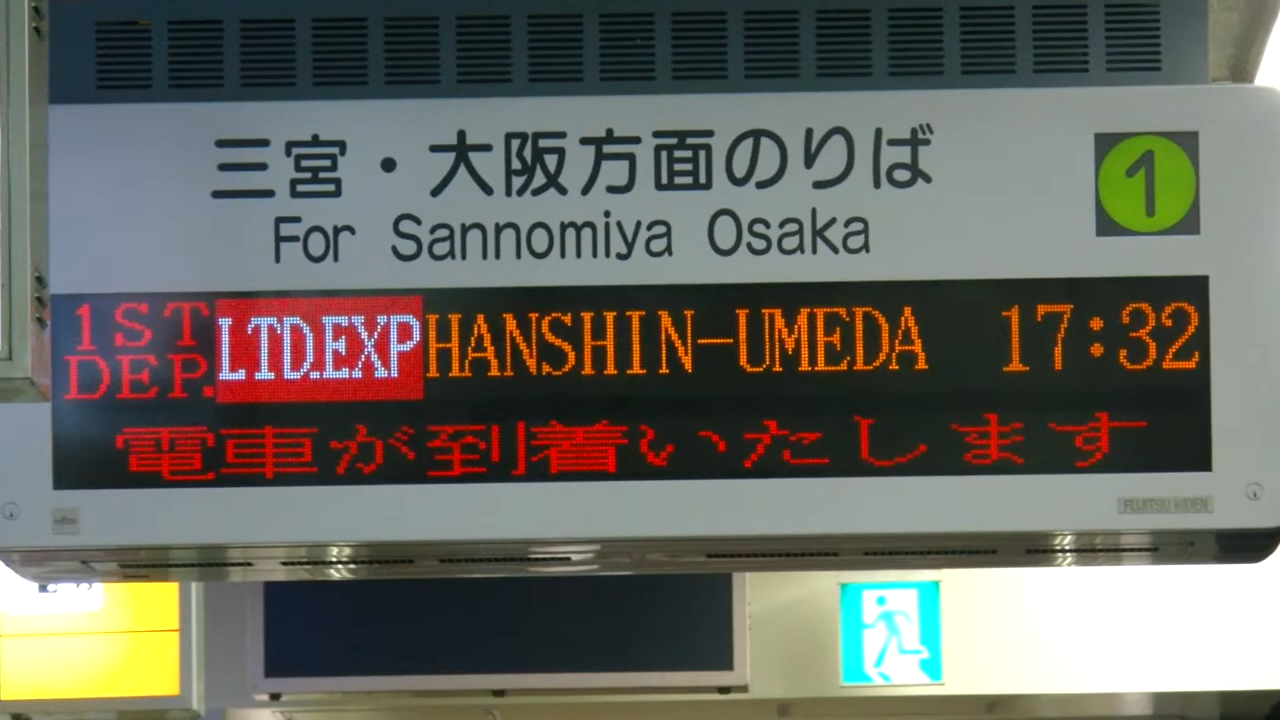 三宮・大阪方面のりば
1
For Sannomiya Osaka
1ST DEP. LTD.EXP HANSHIN-UMEDA 17:32
電車が到着いたします
FUJITSU KIDEN